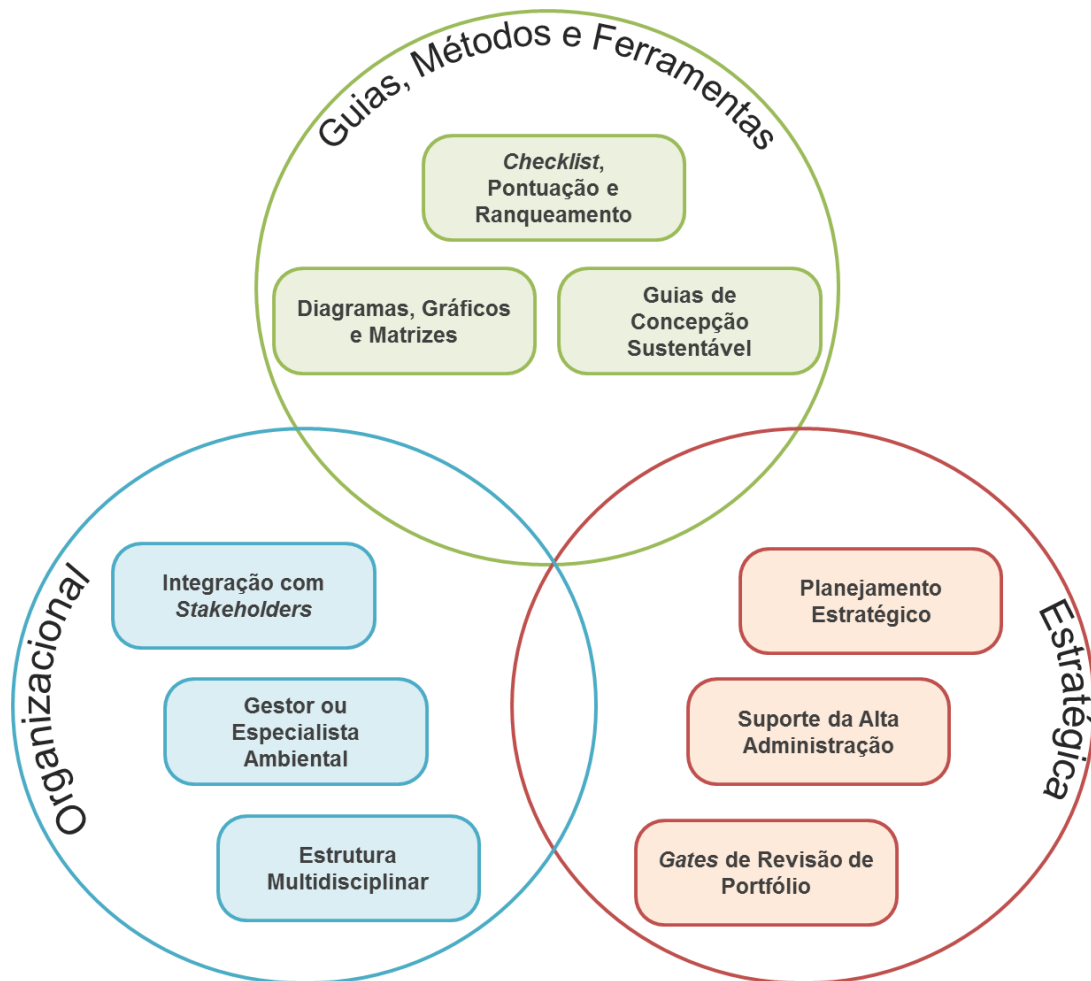 Guias, Métodos e Ferramentas
Checklist,
Pontuação e
Ranqueamento
Diagramas, Gráficos
e Matrizes
Guias de
Concepção
Sustentável
Organizacional
Integração com
Stakeholders
Gestor ou
Especialista
Ambiental
Estrutura
Multidisciplinar
Estratégica
Planejamento
Estratégico
Suporte da Alta
Administração
Gates de Revisão de
Portfólio